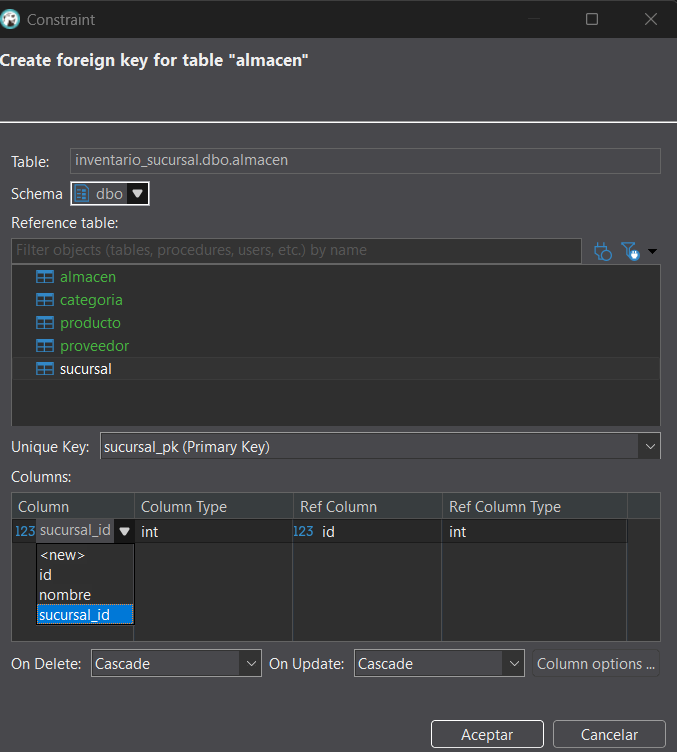 Constraint
Create foreign key for table "almacen"
Table: inventario_sucursal.dbo.almacen
Schema dbo
Reference table:
Filter objects (tables, procedures, users, etc.) by name
almacen
categoria
producto
proveedor
sucursal
Unique Key: sucursal_pk (Primary Key)
Columns:
Column Column Type Ref Column Ref Column Type
123 sucursal_id int 123 id int
<new>
id
nombre
sucursal_id
On Delete: Cascade On Update: Cascade Column options ...
Aceptar Cancelar